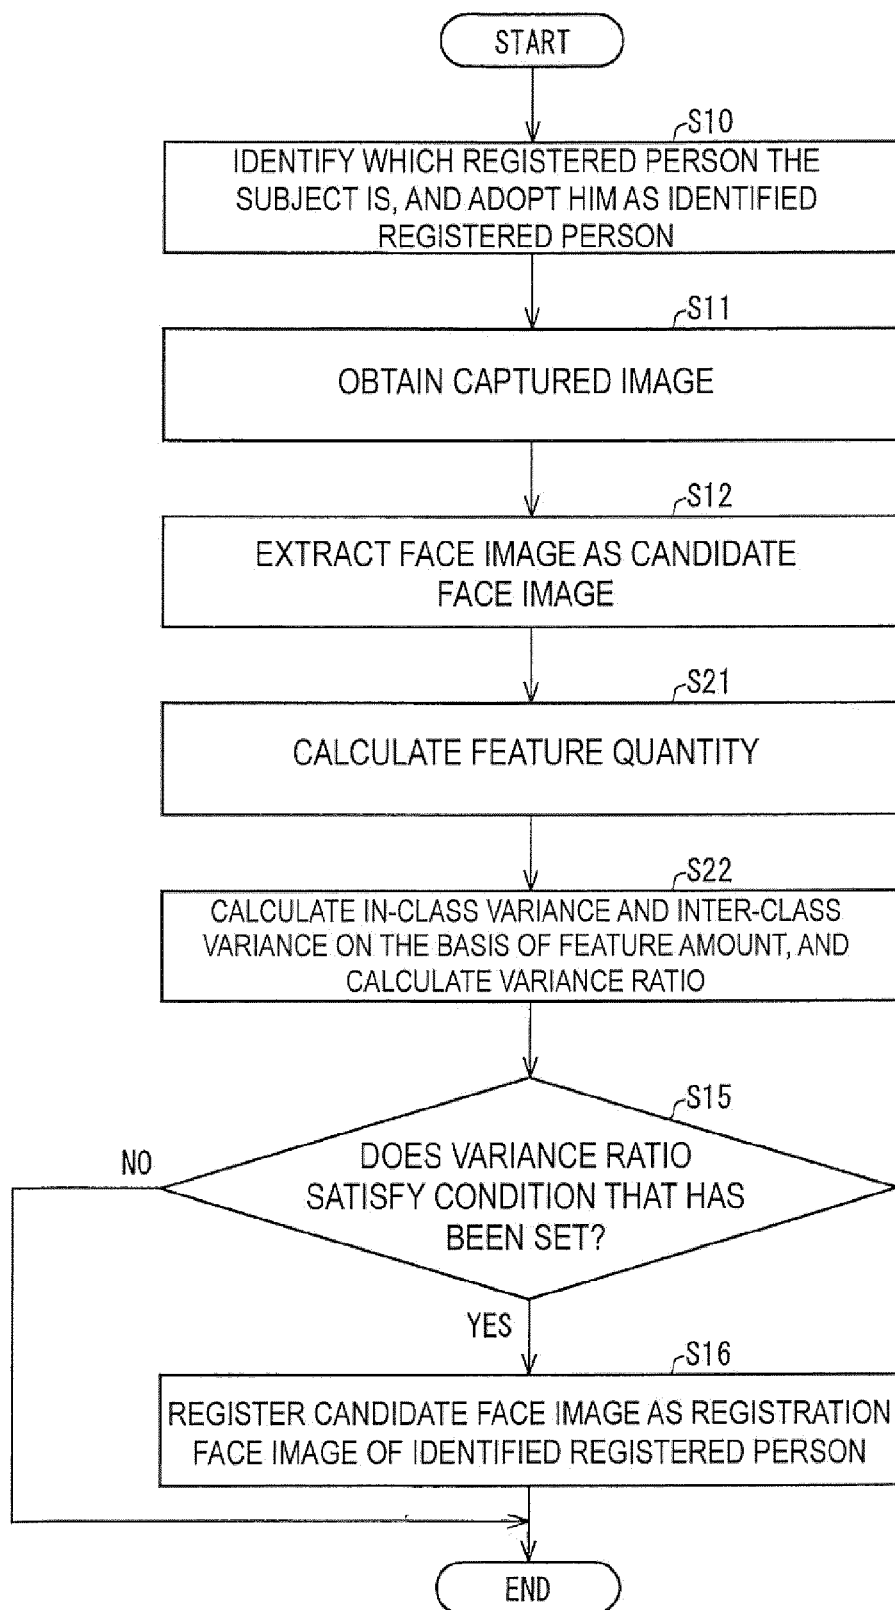 START
S10
IDENTIFY WHICH REGISTERED PERSON THE
SUBJECT IS, AND ADOPT HIM AS IDENTIFIED
REGISTERED PERSON
S11
OBTAIN CAPTURED IMAGE
S12
EXTRACT FACE IMAGE AS CANDIDATE
FACE IMAGE
S21
CALCULATE FEATURE QUANTITY
S22
CALCULATE IN-CLASS VARIANCE AND INTER-CLASS
VARIANCE ON THE BASIS OF FEATURE AMOUNT, AND
CALCULATE VARIANCE RATIO
S15
NO
DOES VARIANCE RATIO
SATISFY CONDITION THAT HAS
BEEN SET?
YES
S16
REGISTER CANDIDATE FACE IMAGE AS REGISTRATION
FACE IMAGE OF IDENTIFIED REGISTERED PERSON
END